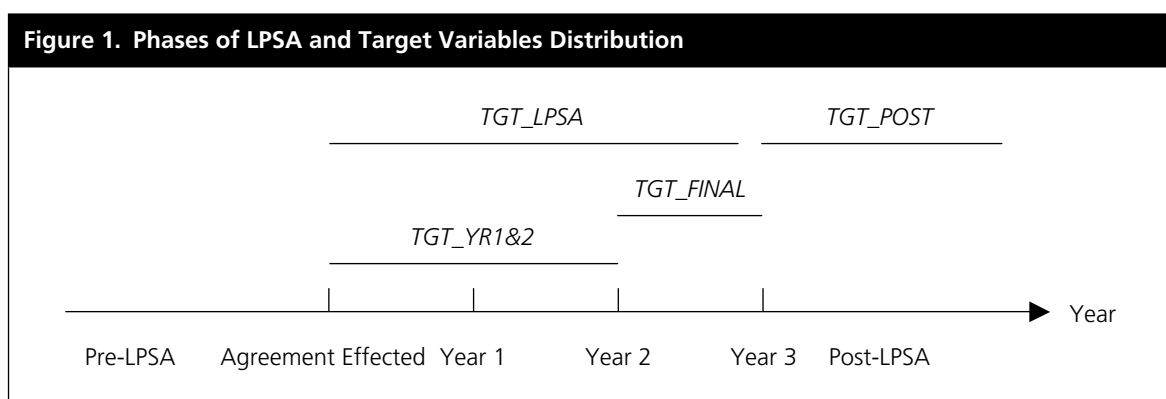 Figure 1. Phases of LPSA and Target Variables Distribution
TGT_LPSA TGT_POST
TGT_FINAL
TGT_YR1&2
Year
Pre-LPSA Agreement Effected Year 1 Year 2 Year 3 Post-LPSA